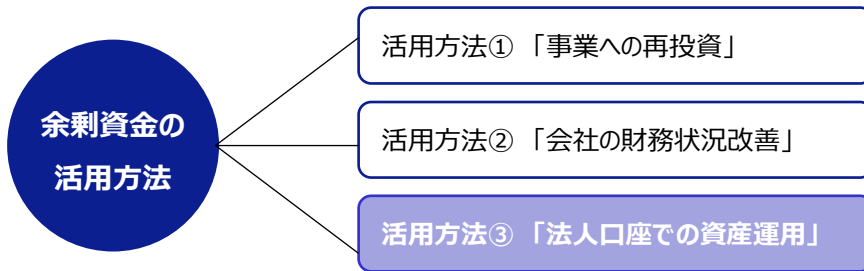 余剰資金の
活用方法
活用方法① 「事業への再投資」
活用方法② 「会社の財務状況改善」
活用方法③ 「法人口座での資産運用」